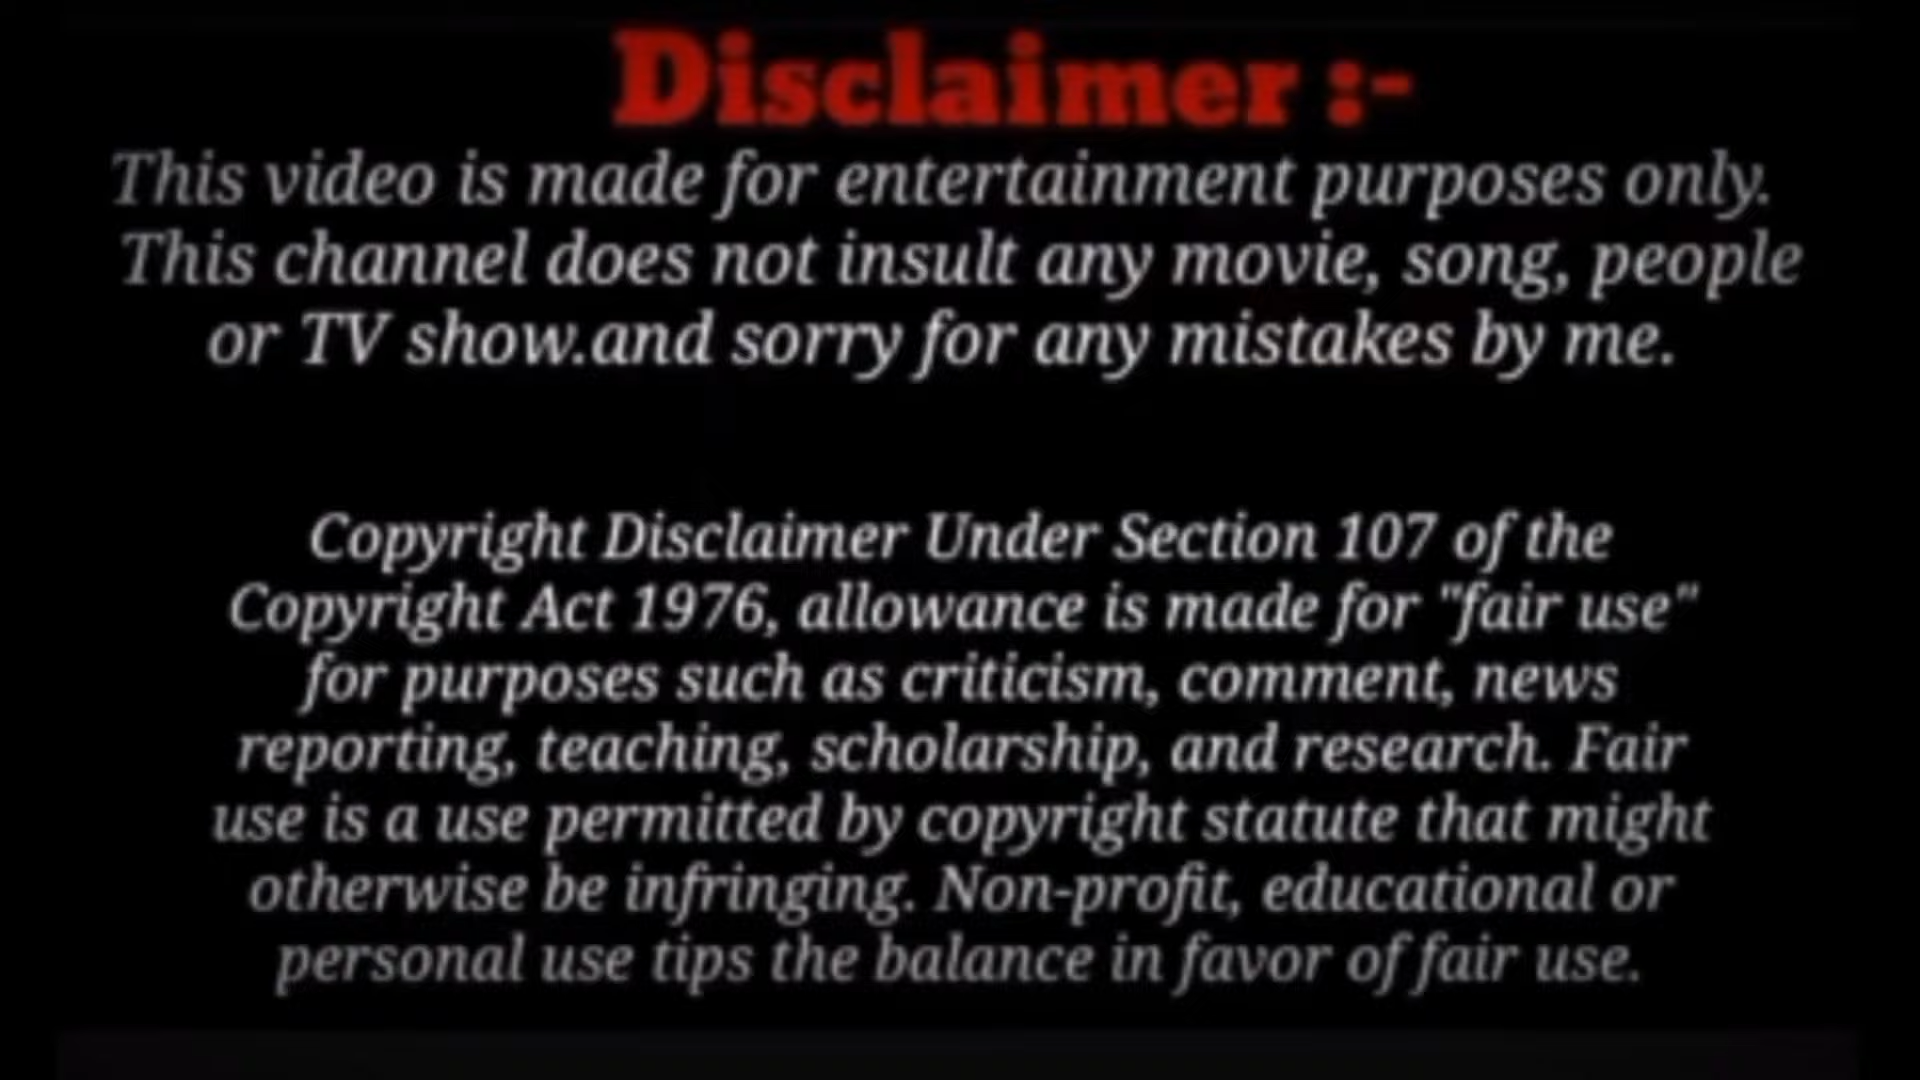 Disclaimer :-
This video is made for entertainment purposes only.
This channel does not insult any movie, song, people
or TV show.and sorry for any mistakes by me.
Copyright Disclaimer Under Section 107 of the
Copyright Act 1976, allowance is made for "fair use"
for purposes such as criticism, comment, news
reporting, teaching, scholarship, and research. Fair
use is a use permitted by copyright statute that might
otherwise be infringing. Non-profit, educational or
personal use tips the balance in favor of fair use.